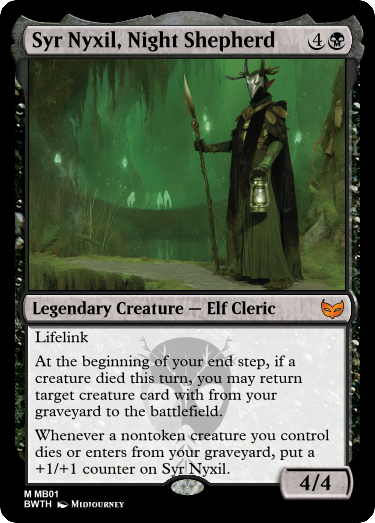 Syr Nyxil, Night Shepherd 4
Legendary Creature — Elf Cleric
Lifelink
At the beginning of your end step, if a
creature died this turn, you may return
target creature card with from your
graveyard to the battlefield.
Whenever a nontoken creature you control
dies or enters from your graveyard, put a
+1/+1 counter on Syr Nyxil.
4/4
M MB01
BWTH Midjourney